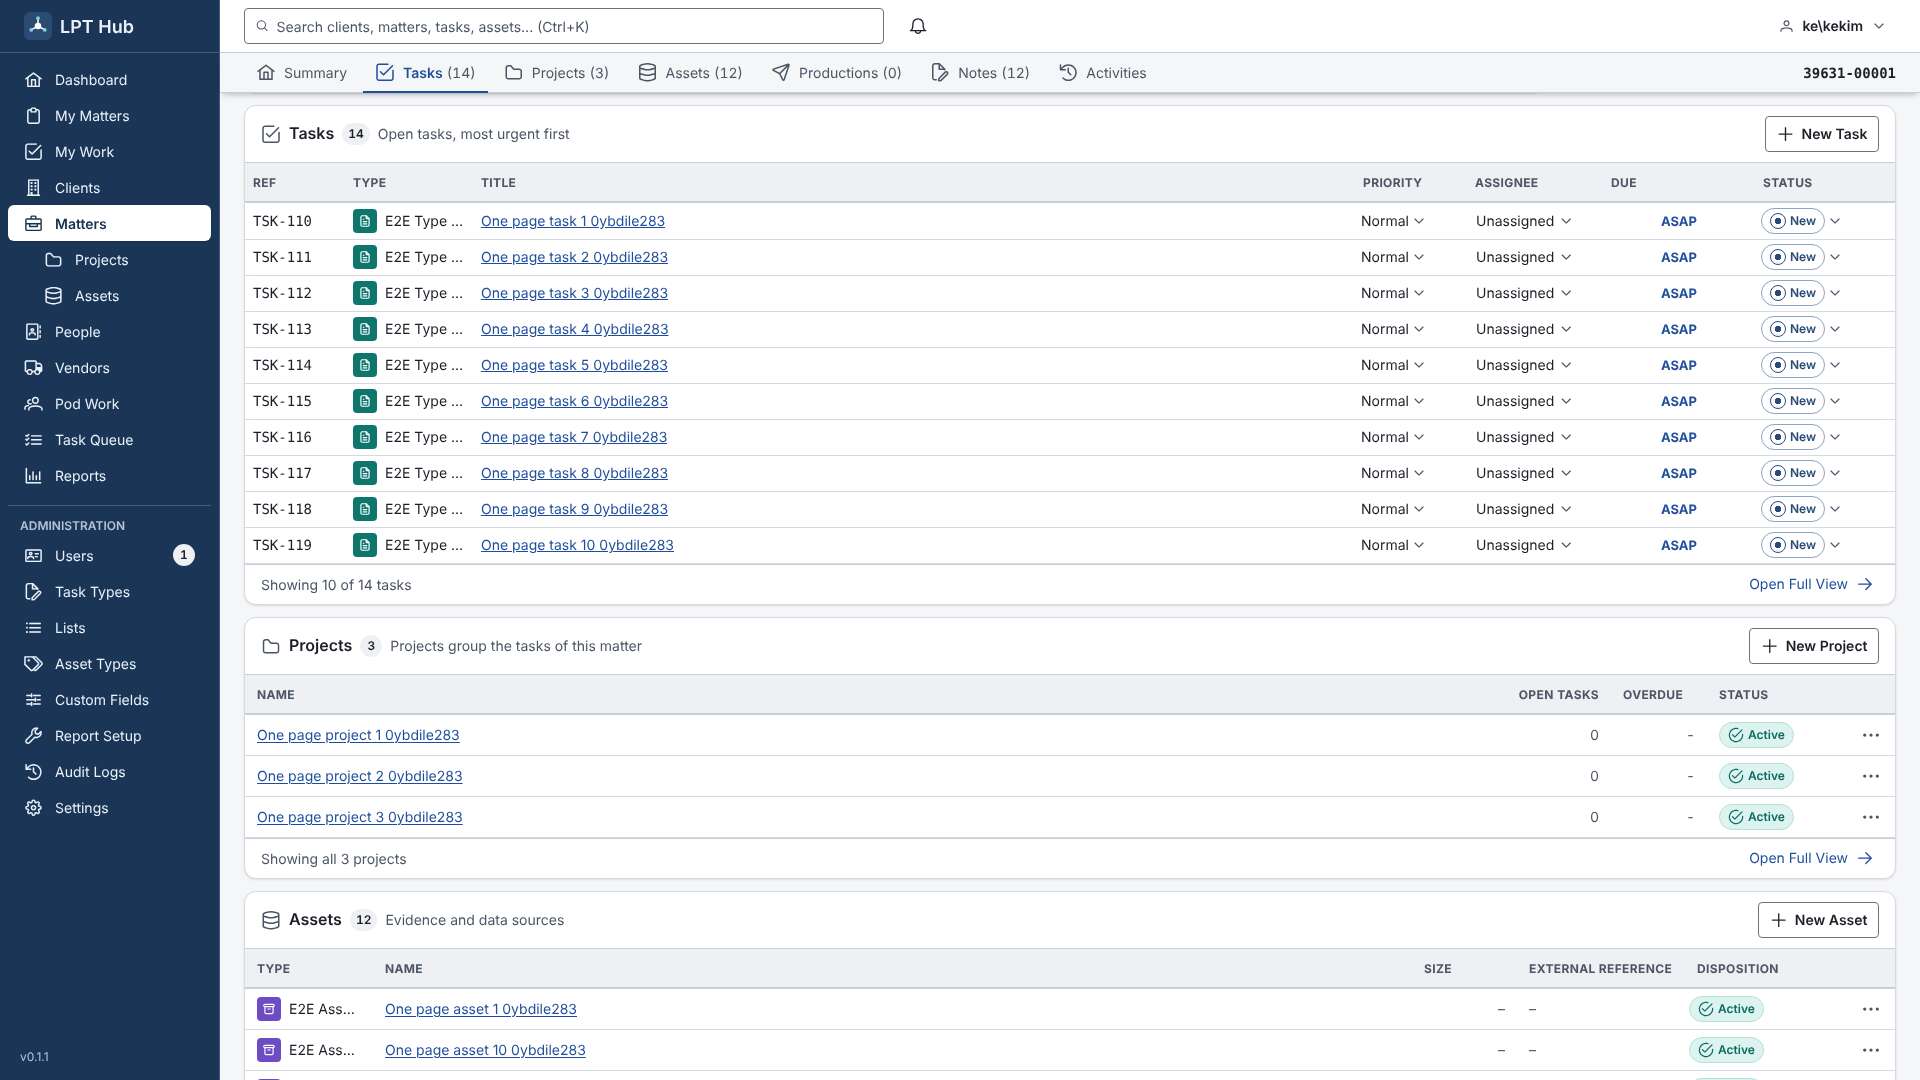 LPT Hub
Search clients, matters, tasks, assets... (Ctrl+K)
ke\kekim
Dashboard
My Matters
My Work
Clients
Matters
Projects
Assets
People
Vendors
Pod Work
Task Queue
Reports
ADMINISTRATION
Users 1
Task Types
Lists
Asset Types
Custom Fields
Report Setup
Audit Logs
Settings
v0.1.1
Summary Tasks (14) Projects (3) Assets (12) Productions (0) Notes (12) Activities 39631-00001
Tasks 14 Open tasks, most urgent first New Task
REF TYPE TITLE PRIORITY ASSIGNEE DUE STATUS
TSK-110 E2E Type ... One page task 1 0ybdile283 Normal Unassigned ASAP New
TSK-111 E2E Type ... One page task 2 0ybdile283 Normal Unassigned ASAP New
TSK-112 E2E Type ... One page task 3 0ybdile283 Normal Unassigned ASAP New
TSK-113 E2E Type ... One page task 4 0ybdile283 Normal Unassigned ASAP New
TSK-114 E2E Type ... One page task 5 0ybdile283 Normal Unassigned ASAP New
TSK-115 E2E Type ... One page task 6 0ybdile283 Normal Unassigned ASAP New
TSK-116 E2E Type ... One page task 7 0ybdile283 Normal Unassigned ASAP New
TSK-117 E2E Type ... One page task 8 0ybdile283 Normal Unassigned ASAP New
TSK-118 E2E Type ... One page task 9 0ybdile283 Normal Unassigned ASAP New
TSK-119 E2E Type ... One page task 10 0ybdile283 Normal Unassigned ASAP New
Showing 10 of 14 tasks Open Full View
Projects 3 Projects group the tasks of this matter New Project
NAME OPEN TASKS OVERDUE STATUS
One page project 1 0ybdile283 0 - Active
One page project 2 0ybdile283 0 - Active
One page project 3 0ybdile283 0 - Active
Showing all 3 projects Open Full View
Assets 12 Evidence and data sources New Asset
TYPE NAME SIZE EXTERNAL REFERENCE DISPOSITION
E2E Ass... One page asset 1 0ybdile283 – – Active
E2E Ass... One page asset 10 0ybdile283 – – Active